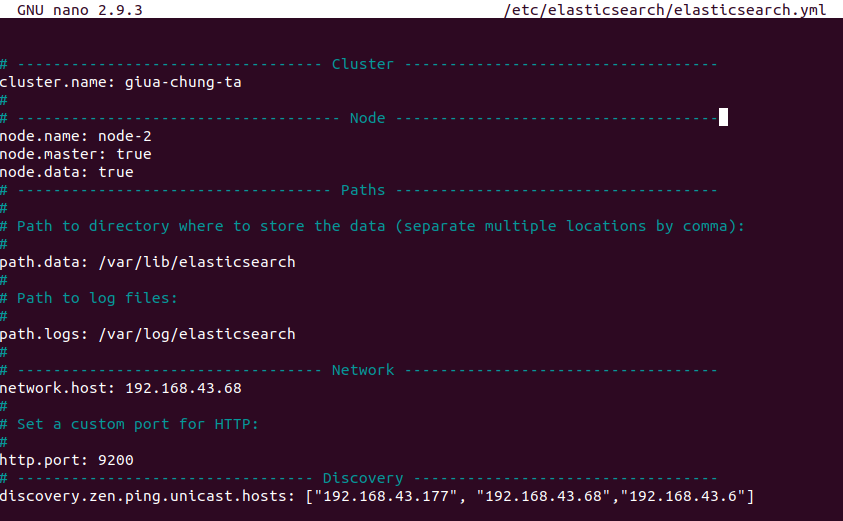 GNU nano 2.9.3 /etc/elasticsearch/elasticsearch.yml
# ---------------------------------- Cluster -----------------------------------
cluster.name: giua-chung-ta
#
# ------------------------------------ Node ------------------------------------
node.name: node-2
node.master: true
node.data: true
# ----------------------------------- Paths ------------------------------------
#
# Path to directory where to store the data (separate multiple locations by comma):
#
path.data: /var/lib/elasticsearch
#
# Path to log files:
#
path.logs: /var/log/elasticsearch
#
# ---------------------------------- Network -----------------------------------
network.host: 192.168.43.68
#
# Set a custom port for HTTP:
#
http.port: 9200
# --------------------------------- Discovery ----------------------------------
discovery.zen.ping.unicast.hosts: ["192.168.43.177", "192.168.43.68","192.168.43.6"]